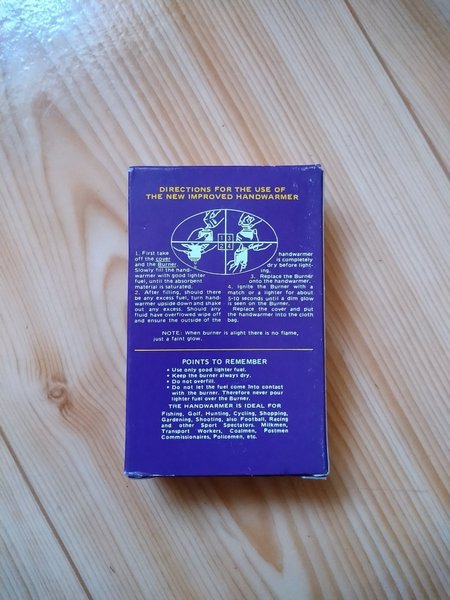 DIRECTIONS FOR THE USE OF
THE NEW IMPROVED HANDWARMER
1 3
2 4
1. First take
off the cover
and the Burner.
Slowly fill the hand-
warmer with good lighter
fuel, until the absorbent
material is saturated.
2. After filling, should there
be any excess fuel, turn hand-
warmer upside down and shake
out any excess. Should any
fluid have overflowed wipe off
and ensure the outside of the
handwarmer
is completely
dry before light-
ing.
3. Replace the Burner
onto the handwarmer.
4. Ignite the Burner with a
match or a lighter for about
5-10 seconds until a dim glow
is seen on the Burner.
Replace the cover and put
the handwarmer into the cloth
bag.
NOTE: When burner is alight there is no flame,
just a faint glow.
POINTS TO REMEMBER
• Use only good lighter fuel.
• Keep the burner always dry.
• Do not overfill.
• Do not let the fuel come into contact
with the burner. Therefore never pour
lighter fuel over the Burner.
THE HANDWARMER IS IDEAL FOR
Fishing, Golf, Hunting, Cycling, Shopping,
Gardening, Shooting, also Football, Racing
and other Sport Spectators. Milkmen,
Transport Workers, Coalmen, Postmen
Commissionaires, Policemen, etc.